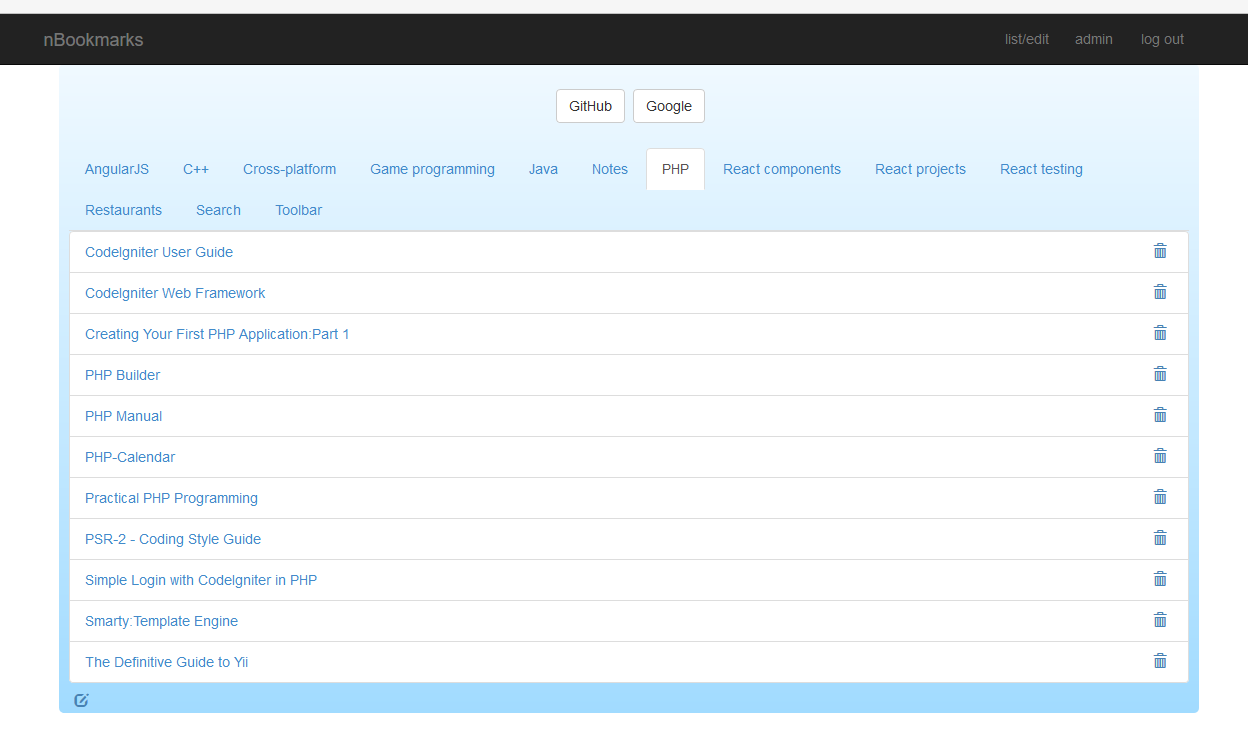 nBookmarks list/edit admin log out
GitHub Google
AngularJS C++ Cross-platform Game programming Java Notes PHP React components React projects React testing
Restaurants Search Toolbar
CodeIgniter User Guide
CodeIgniter Web Framework
Creating Your First PHP Application:Part 1
PHP Builder
PHP Manual
PHP-Calendar
Practical PHP Programming
PSR-2 - Coding Style Guide
Simple Login with CodeIgniter in PHP
Smarty:Template Engine
The Definitive Guide to Yii